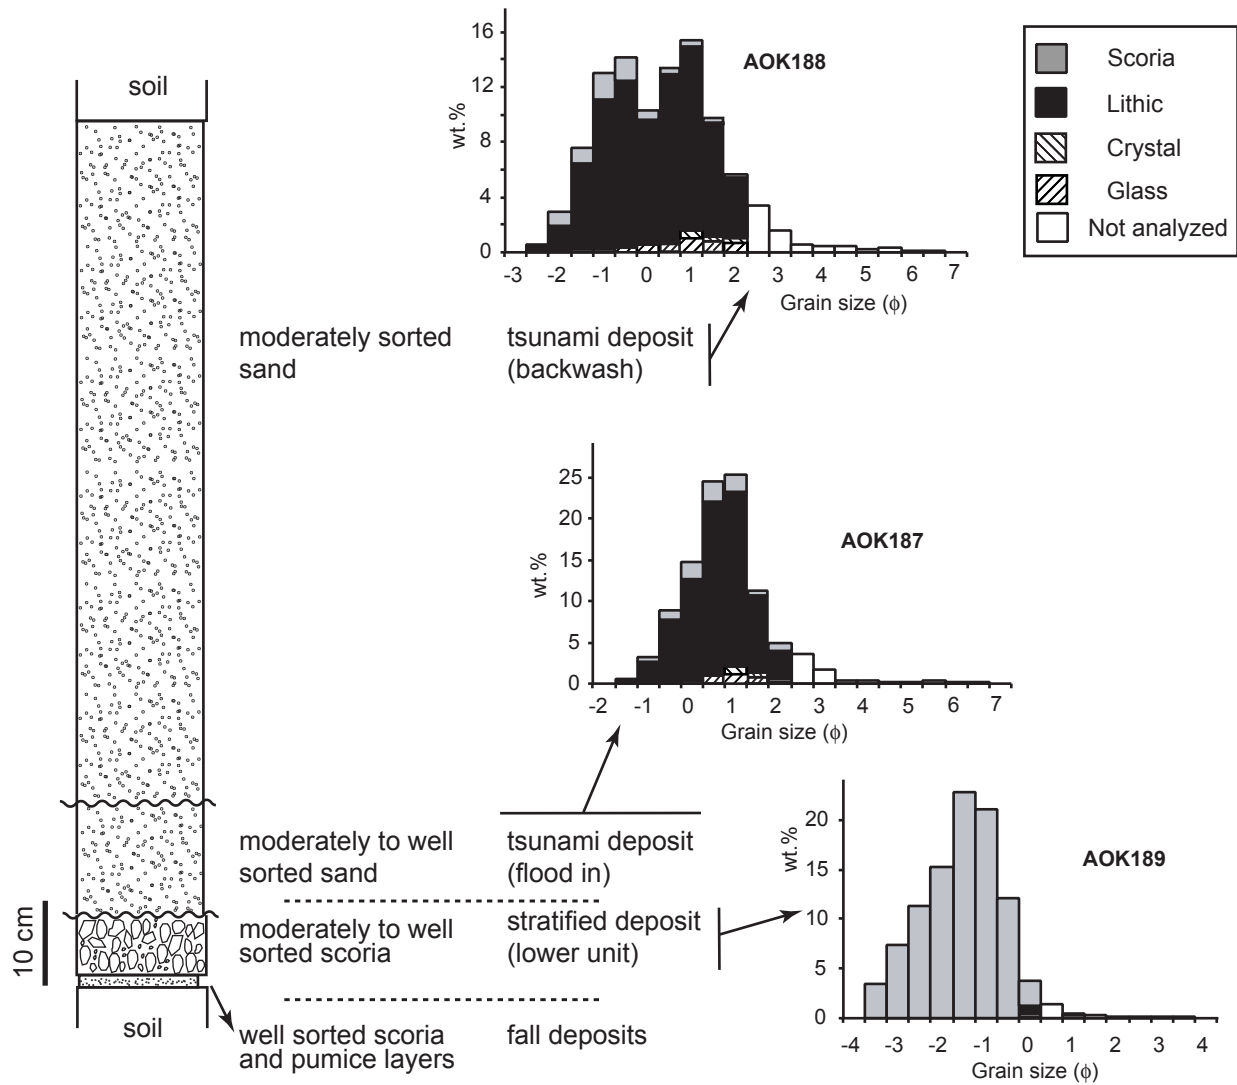 soil
moderately sorted
sand
tsunami deposit
(backwash)
moderately to well
sorted sand
tsunami deposit
(flood in)
moderately to well
sorted scoria
stratified deposit
(lower unit)
well sorted scoria
and pumice layers
fall deposits
soil
10 cm
AOK188
wt.%
16
12
8
4
0
-3 -2 -1 0 1 2 3 4 5 6 7
Grain size (ϕ)
Scoria
Lithic
Crystal
Glass
Not analyzed
AOK187
wt.%
25
20
15
10
5
0
-2 -1 0 1 2 3 4 5 6 7
Grain size (ϕ)
AOK189
wt.%
20
15
10
5
0
-4 -3 -2 -1 0 1 2 3 4
Grain size (ϕ)